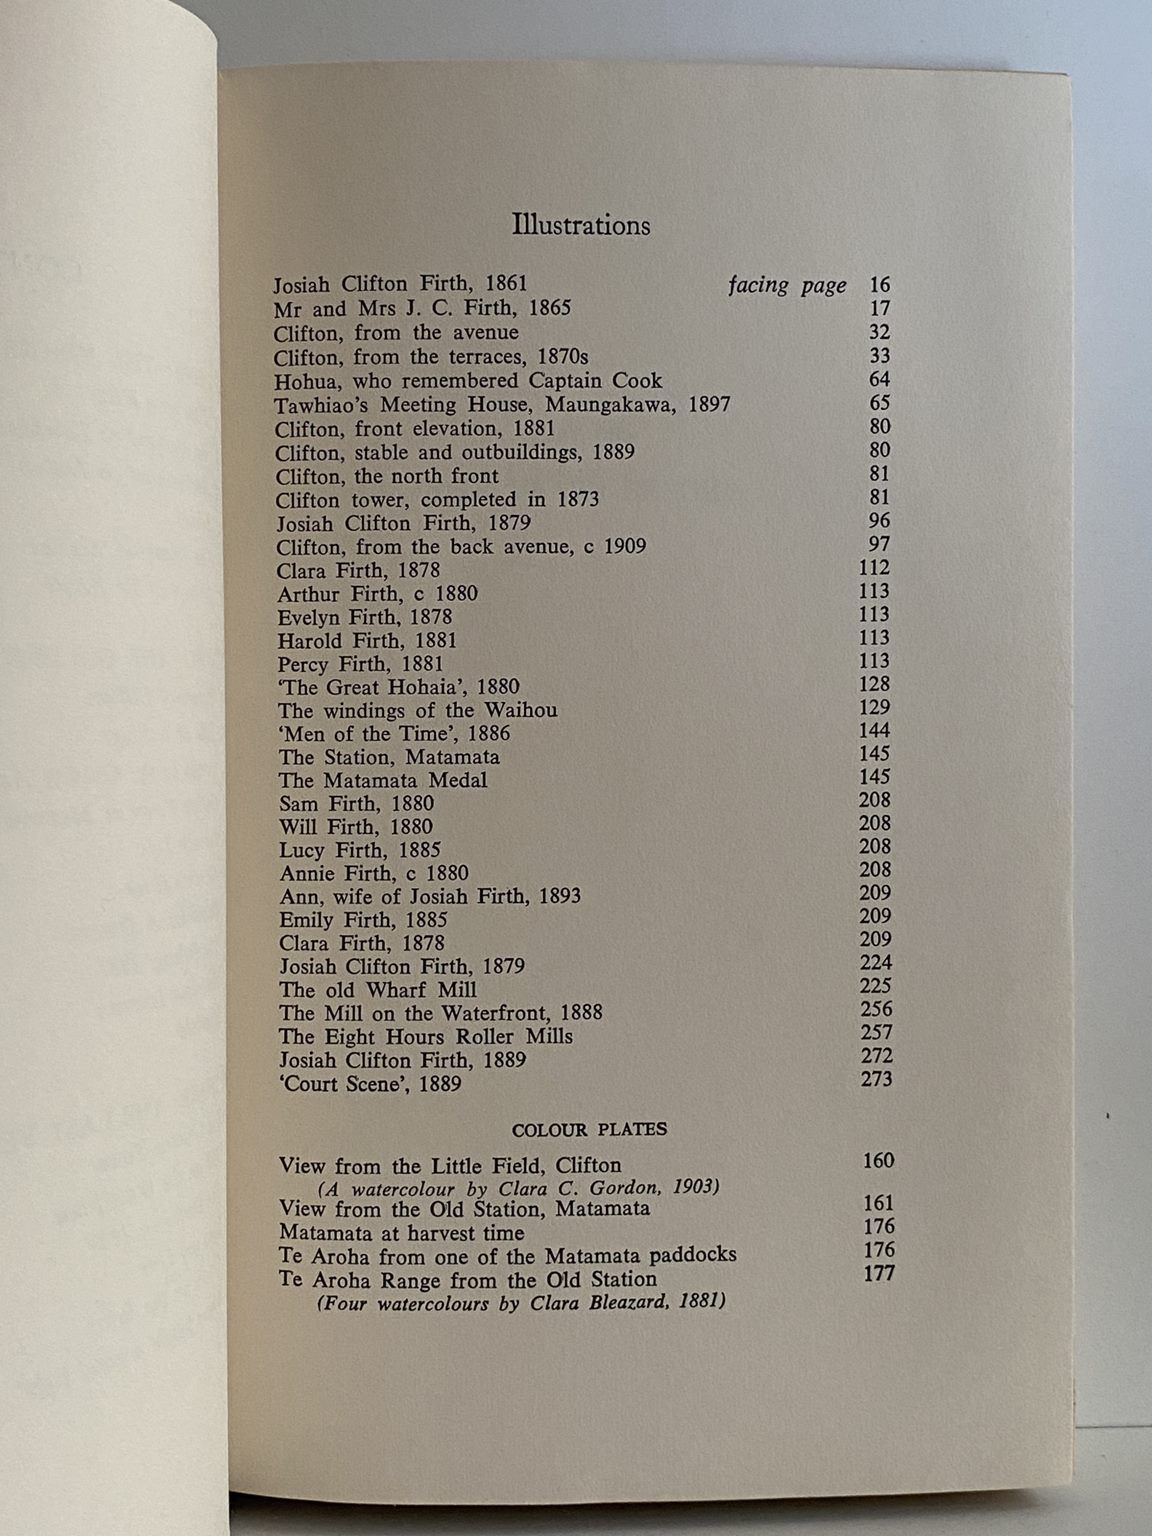 Illustrations
Josiah Clifton Firth, 1861 facing page 16
Mr and Mrs J. C. Firth, 1865 17
Clifton, from the avenue 32
Clifton, from the terraces, 1870s 33
Hohua, who remembered Captain Cook 64
Tawhiao's Meeting House, Maungakawa, 1897 65
Clifton, front elevation, 1881 80
Clifton, stable and outbuildings, 1889 80
Clifton, the north front 81
Clifton tower, completed in 1873 81
Josiah Clifton Firth, 1879 96
Clifton, from the back avenue, c 1909 97
Clara Firth, 1878 112
Arthur Firth, c 1880 113
Evelyn Firth, 1878 113
Harold Firth, 1881 113
Percy Firth, 1881 113
‘The Great Hohaia’, 1880 128
The windings of the Waihou 129
‘Men of the Time’, 1886 144
The Station, Matamata 145
The Matamata Medal 145
Sam Firth, 1880 208
Will Firth, 1880 208
Lucy Firth, 1885 208
Annie Firth, c 1880 208
Ann, wife of Josiah Firth, 1893 209
Emily Firth, 1885 209
Clara Firth, 1878 209
Josiah Clifton Firth, 1879 224
The old Wharf Mill 225
The Mill on the Waterfront, 1888 256
The Eight Hours Roller Mills 257
Josiah Clifton Firth, 1889 272
‘Court Scene’, 1889 273
COLOUR PLATES
View from the Little Field, Clifton 160
(A watercolour by Clara C. Gordon, 1903)
View from the Old Station, Matamata 161
Matamata at harvest time 176
Te Aroha from one of the Matamata paddocks 176
Te Aroha Range from the Old Station 177
(Four watercolours by Clara Bleazard, 1881)